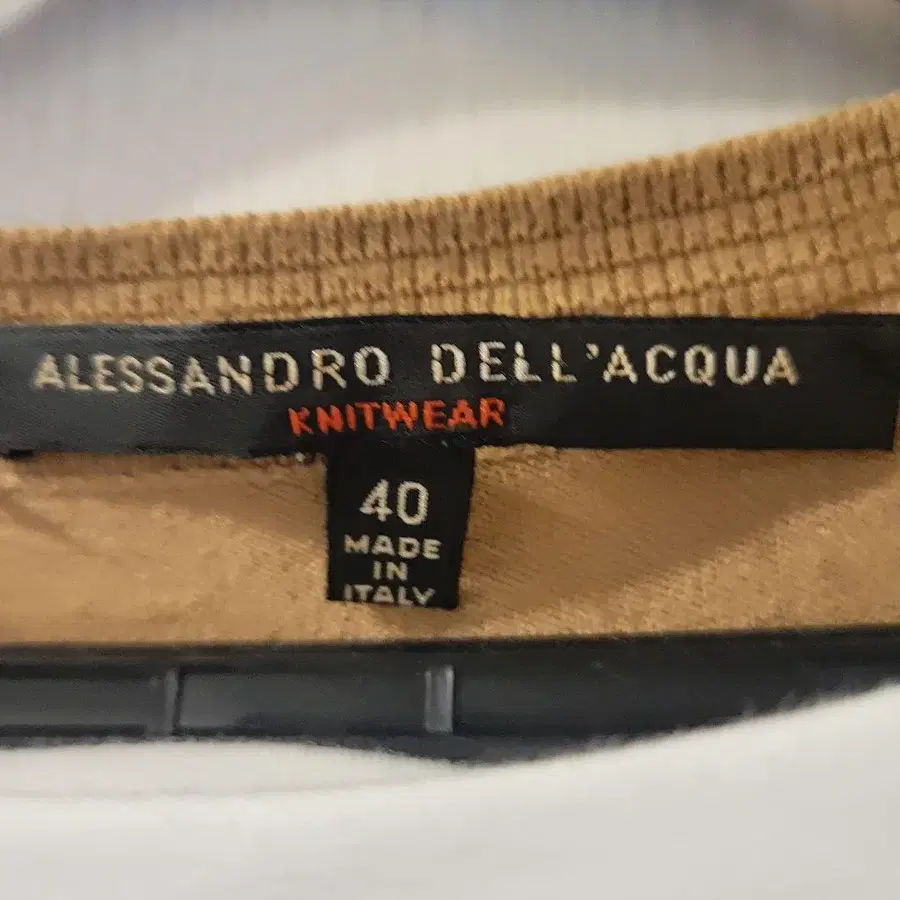 ALESSANDRO DELL'ACQUA
KNITWEAR
40
MADE
IN
ITALY